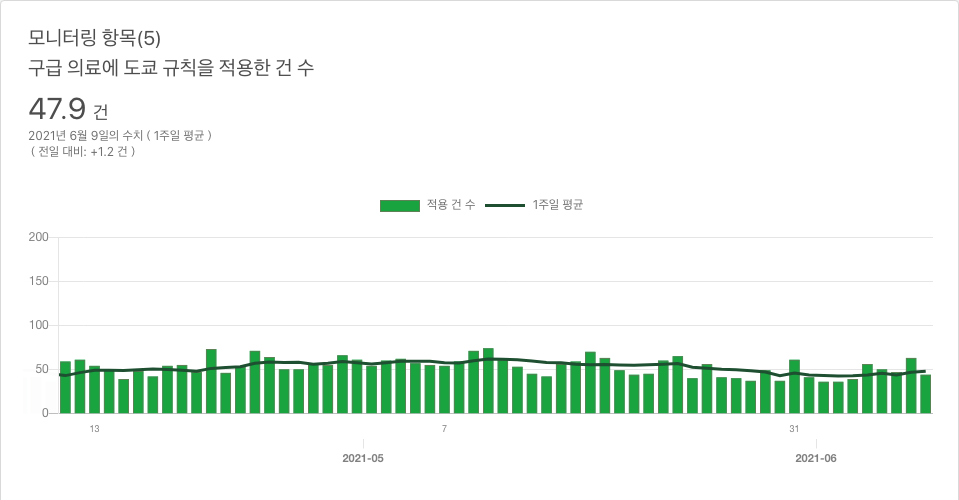 모니터링 항목(5)
구급 의료에 도쿄 규칙을 적용한 건 수
47.9 건
2021년 6월 9일의 수치 ( 1주일 평균 )
( 전일 대비: +1.2 건 )
적용 건 수 1주일 평균
200
150
100
50
0
13 7 31
2021-05 2021-06